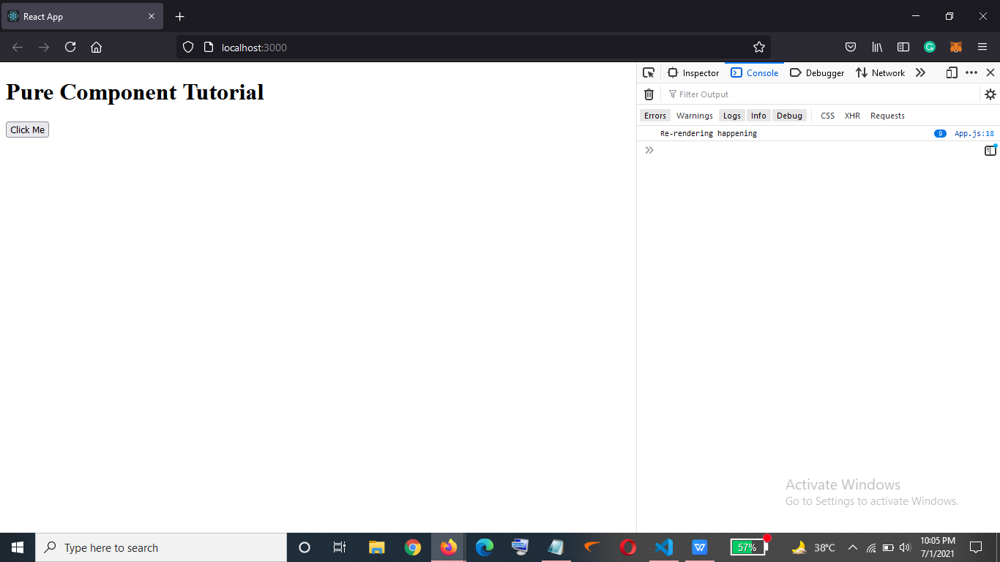 React App
localhost:3000
Pure Component Tutorial
Click Me
Inspector Console Debugger Network
Filter Output
Errors Warnings Logs Info Debug CSS XHR Requests
Re-rendering happening 9 App.js:18
Activate Windows
Go to Settings to activate Windows.
Type here to search
57%
38°C
10:05 PM
7/1/2021